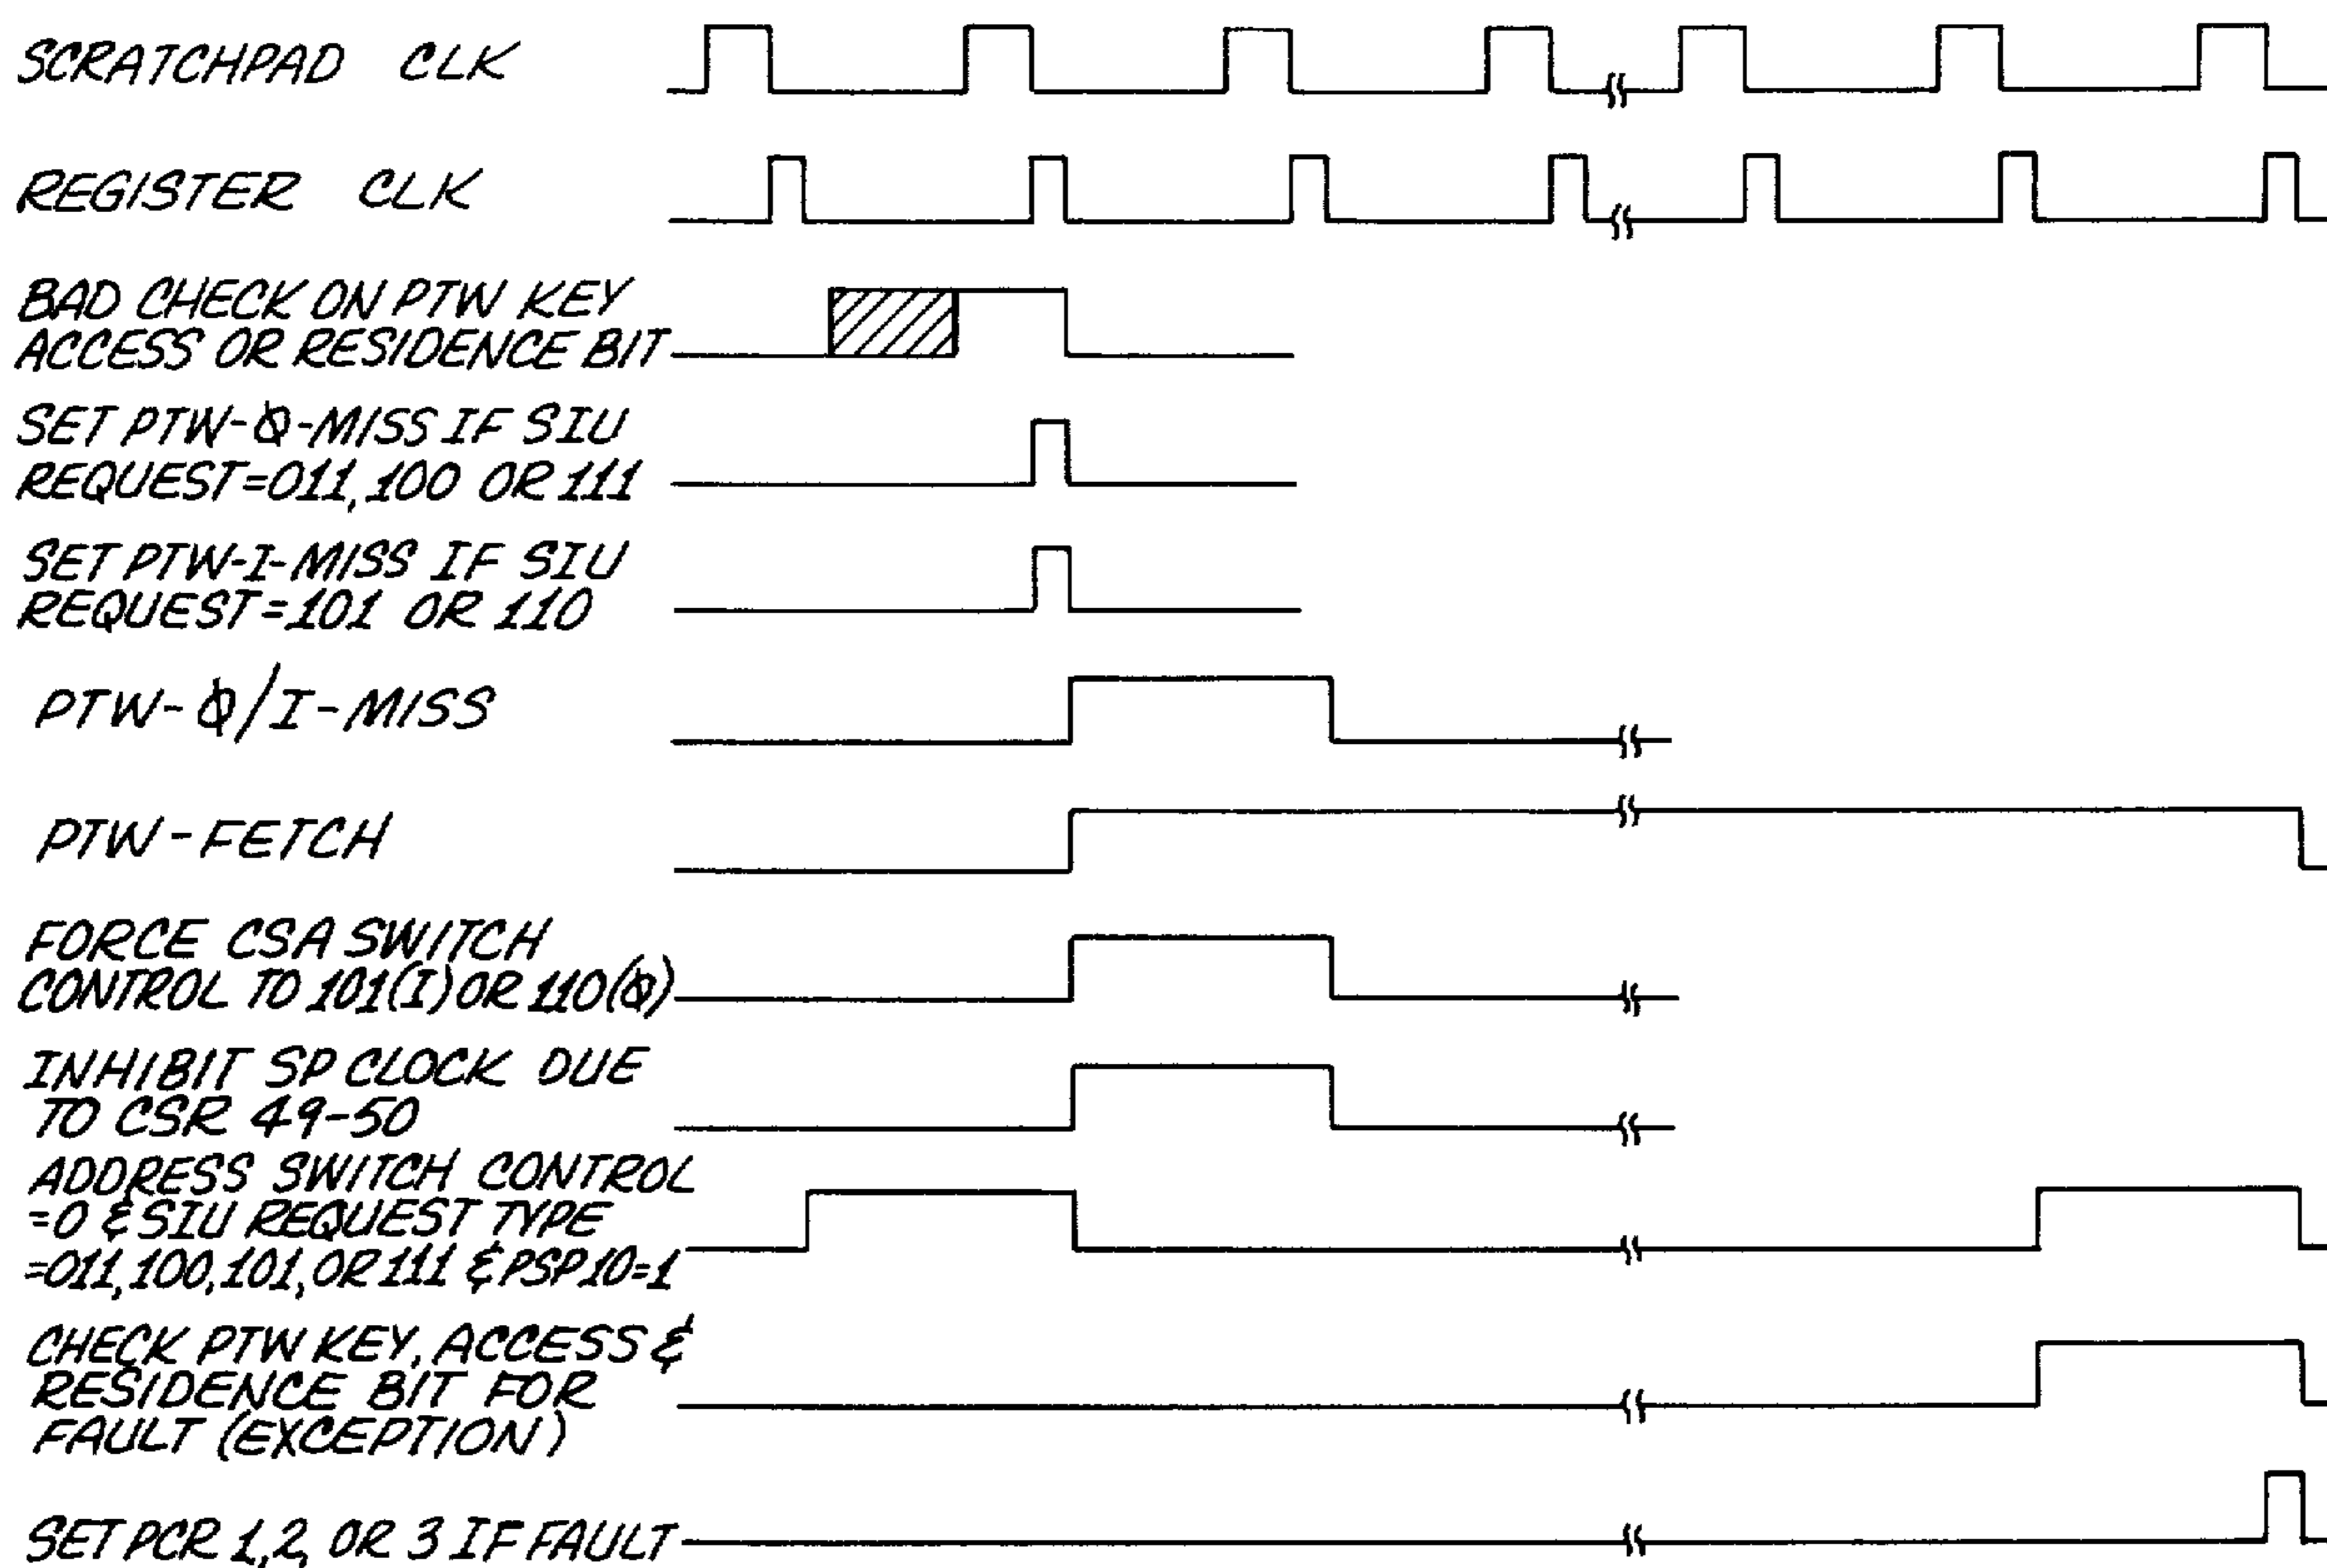 SCRATCHPAD CLK
REGISTER CLK
BAD CHECK ON PTW KEY
ACCESS OR RESIDENCE BIT
SET PTW-Φ-MISS IF SIU
REQUEST=011, 100 OR 111
SET PTW-I-MISS IF SIU
REQUEST=101 OR 110
PTW-Φ/I-MISS
PTW-FETCH
FORCE CSA SWITCH
CONTROL TO 101(I) OR 110(Φ)
INHIBIT SP CLOCK DUE
TO CSR 49-50
ADDRESS SWITCH CONTROL
=0 & SIU REQUEST TYPE
=011, 100, 101, OR 111 & PSP10=1
CHECK PTW KEY, ACCESS &
RESIDENCE BIT FOR
FAULT (EXCEPTION)
SET PCR 1, 2, OR 3 IF FAULT